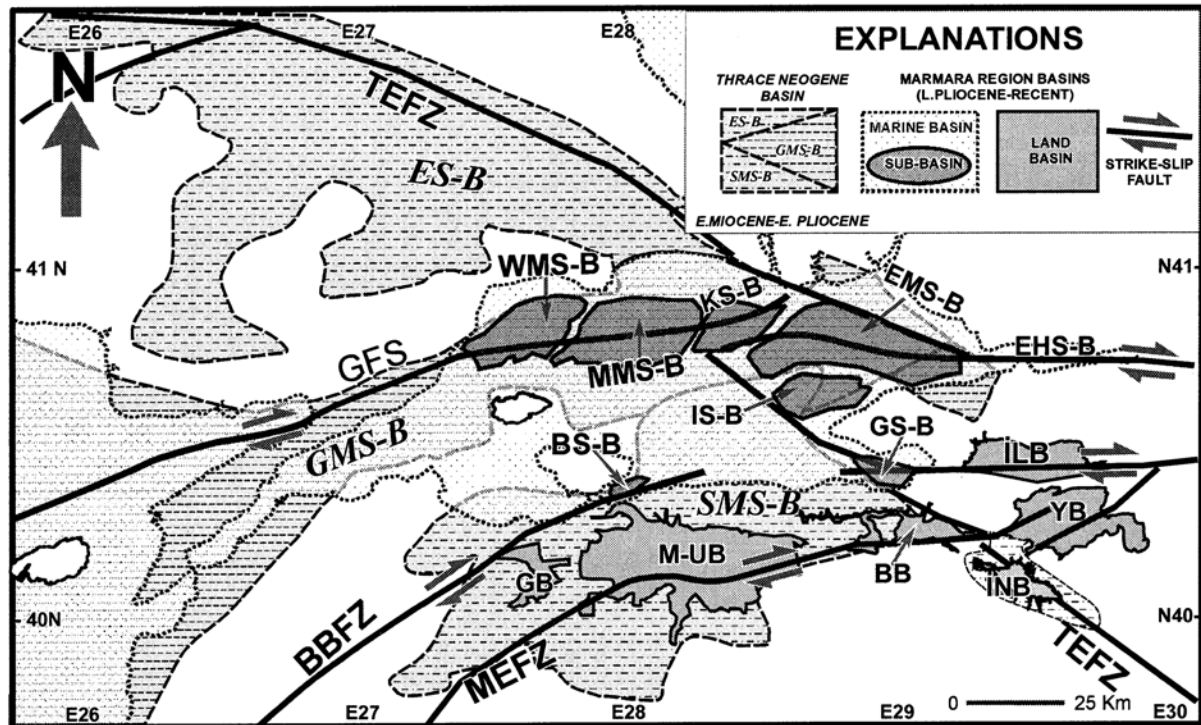 E26
E27
E28
N
TEFZ
ES-B
EXPLANATIONS
THRACE NEOGENE
BASIN
ES-B
GMS-B
SMS-B
E.MIOCENE-E. PLIOCENE
MARMARA REGION BASINS
(L.PLIOCENE-RECENT)
MARINE BASIN
SUB-BASIN
LAND
BASIN
STRIKE-SLIP
FAULT
41 N
N41
WMS-B
KS-B
EMS-B
GFS
MMS-B
EHS-B
IS-B
GMS-B
BS-B
GS-B
ILB
SMS-B
YB
M-UB
GB
BB
INB
40N
N40
BBFZ
MEFZ
TEFZ
0
25 Km
E26
E27
E28
E29
E30